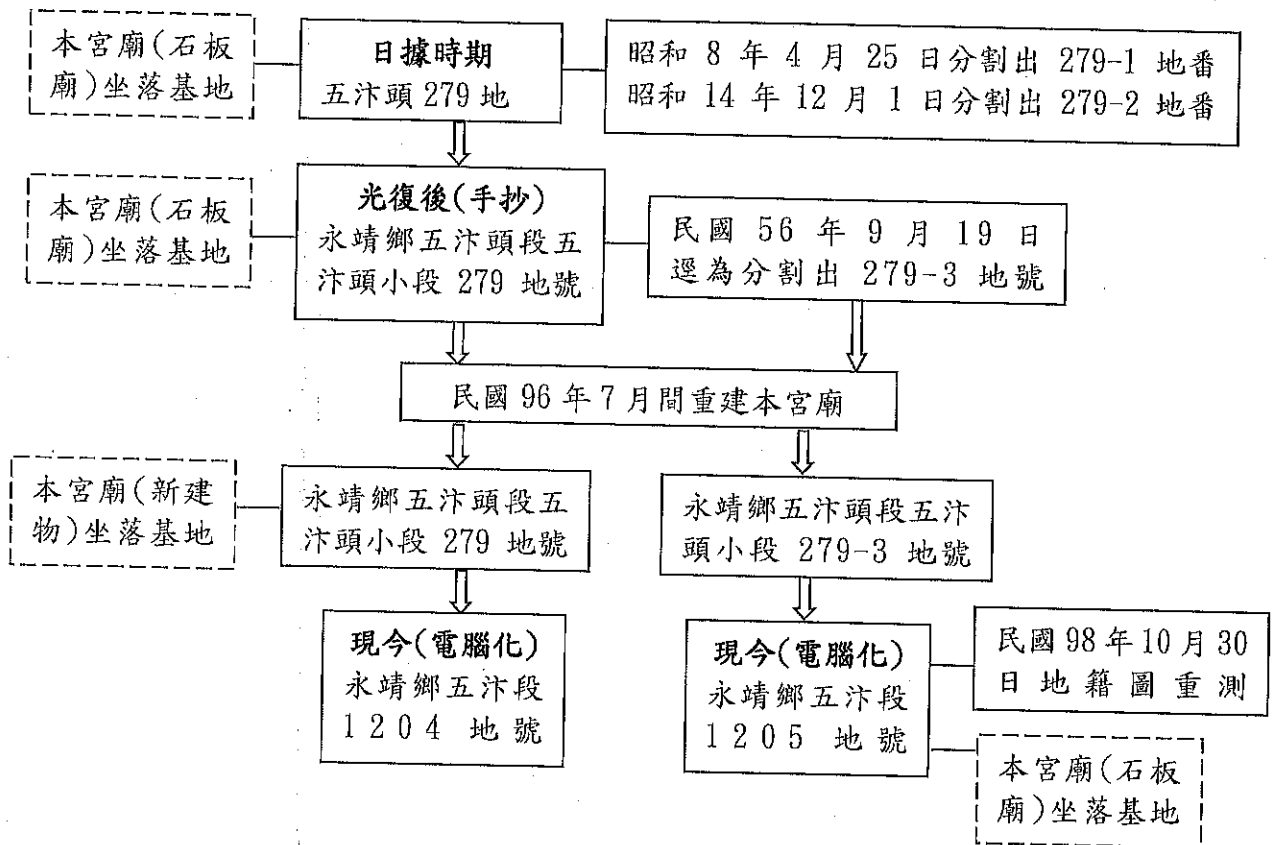 本宮廟(石板
廟)坐落基地
日據時期
五汴頭279地
昭和 8 年 4 月 25 日分割出 279-1 地番
昭和 14 年 12 月 1 日分割出 279-2 地番
本宮廟(石板
廟)坐落基地
光復後(手抄)
永靖鄉五汴頭段五
汴頭小段 279 地號
民國 56 年 9 月 19 日
逕為分割出 279-3 地號
民國 96 年 7 月間重建本宮廟
本宮廟(新建
物)坐落基地
永靖鄉五汴頭段五
汴頭小段 279 地號
永靖鄉五汴頭段五汴
頭小段 279-3 地號
現今(電腦化)
永靖鄉五汴段
1204 地號
現今(電腦化)
永靖鄉五汴段
1205 地號
民國 98 年 10 月 30
日地籍圖重測
本宮廟(石板
廟)坐落基地